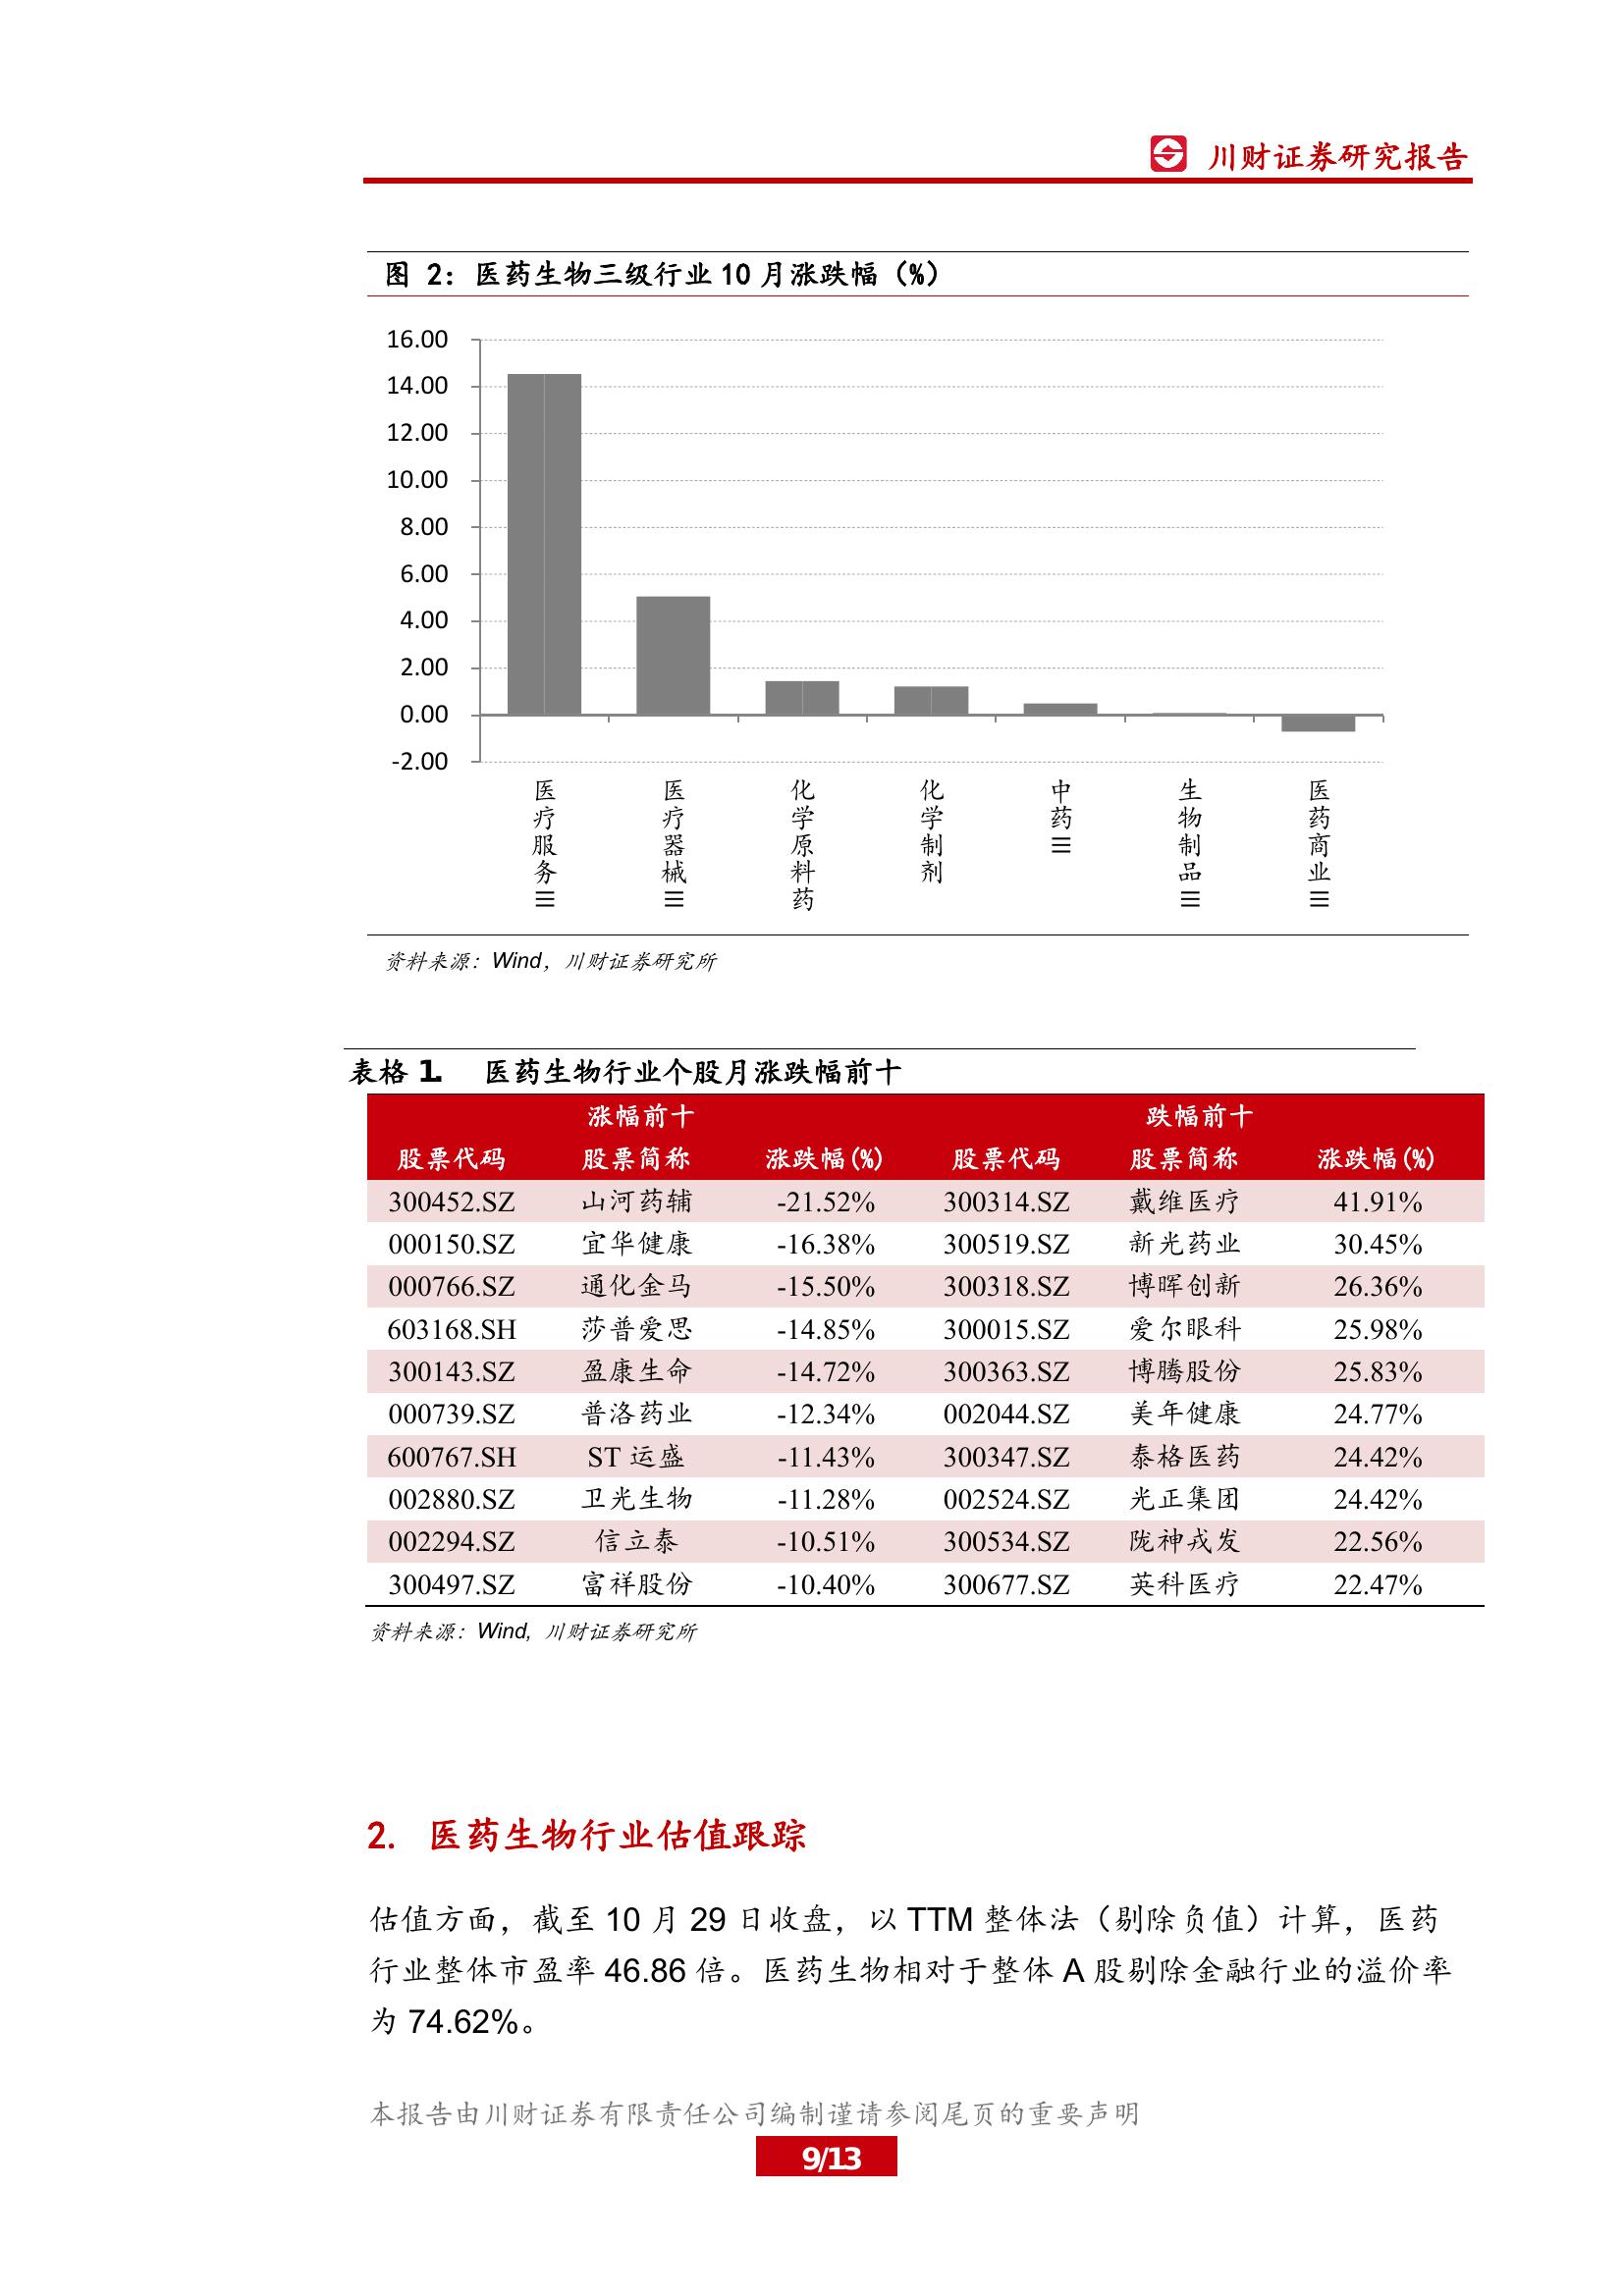 川财证券研究报告
图 2：医药生物三级行业 10 月涨跌幅（%）
16.00
14.00
12.00
10.00
8.00
6.00
4.00
2.00
0.00
-2.00
医疗服务Ⅲ 医疗器械Ⅲ 化学原料药 化学制剂 中药Ⅲ 生物制品Ⅲ 医药商业Ⅲ
资料来源：Wind，川财证券研究所
表格 1. 医药生物行业个股月涨跌幅前十
涨幅前十 跌幅前十
股票代码 股票简称 涨跌幅(%) 股票代码 股票简称 涨跌幅(%)
300452.SZ 山河药辅 -21.52% 300314.SZ 戴维医疗 41.91%
000150.SZ 宜华健康 -16.38% 300519.SZ 新光药业 30.45%
000766.SZ 通化金马 -15.50% 300318.SZ 博晖创新 26.36%
603168.SH 莎普爱思 -14.85% 300015.SZ 爱尔眼科 25.98%
300143.SZ 盈康生命 -14.72% 300363.SZ 博腾股份 25.83%
000739.SZ 普洛药业 -12.34% 002044.SZ 美年健康 24.77%
600767.SH ST 运盛 -11.43% 300347.SZ 泰格医药 24.42%
002880.SZ 卫光生物 -11.28% 002524.SZ 光正集团 24.42%
002294.SZ 信立泰 -10.51% 300534.SZ 陇神戎发 22.56%
300497.SZ 富祥股份 -10.40% 300677.SZ 英科医疗 22.47%
资料来源：Wind, 川财证券研究所
2. 医药生物行业估值跟踪
估值方面，截至 10 月 29 日收盘，以 TTM 整体法（剔除负值）计算，医药
行业整体市盈率 46.86 倍。医药生物相对于整体 A 股剔除金融行业的溢价率
为 74.62%。
本报告由川财证券有限责任公司编制谨请参阅尾页的重要声明
9/13